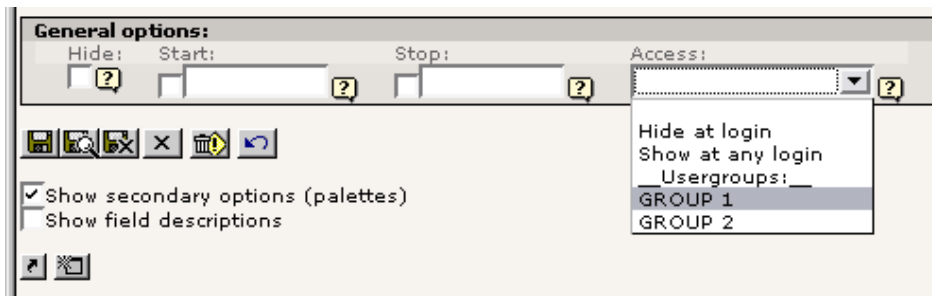 General options:
Hide: Start: Stop: Access:
? ? ? ?
Hide at login
Show at any login
__Usergroups:__
GROUP 1
GROUP 2
Show secondary options (palettes)
Show field descriptions